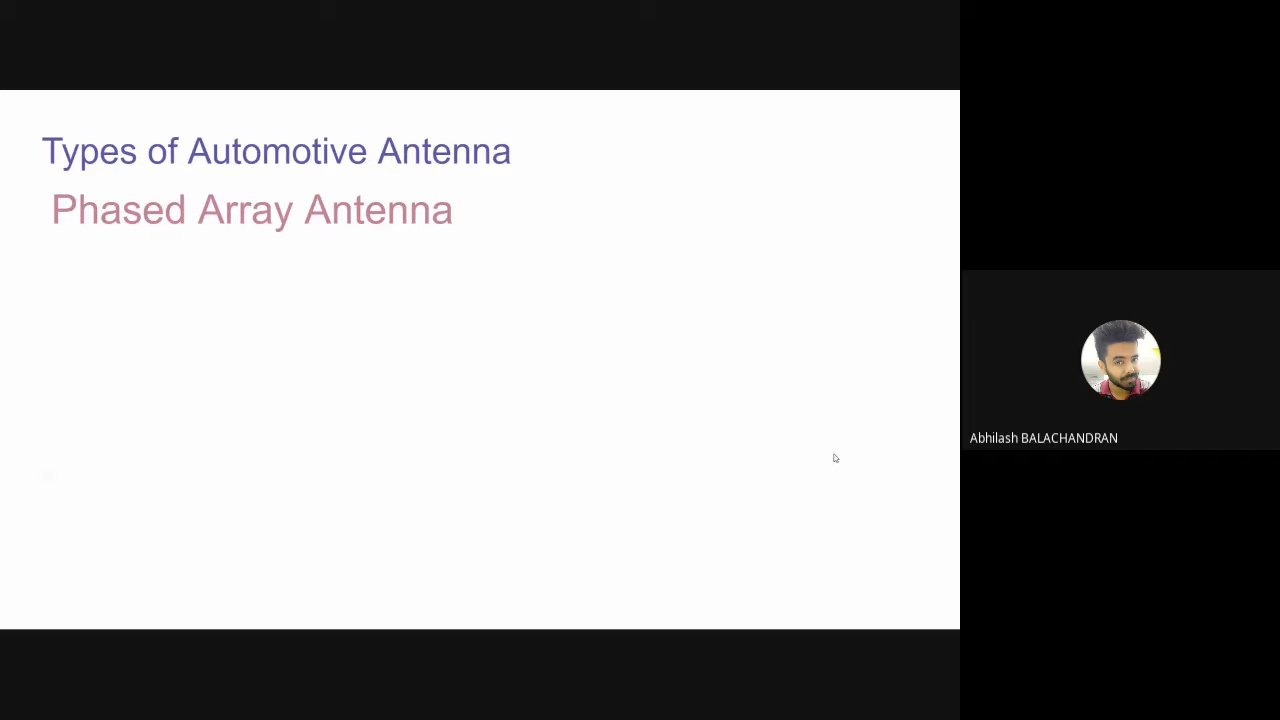 Types of Automotive Antenna
Phased Array Antenna
Abhilash BALACHANDRAN